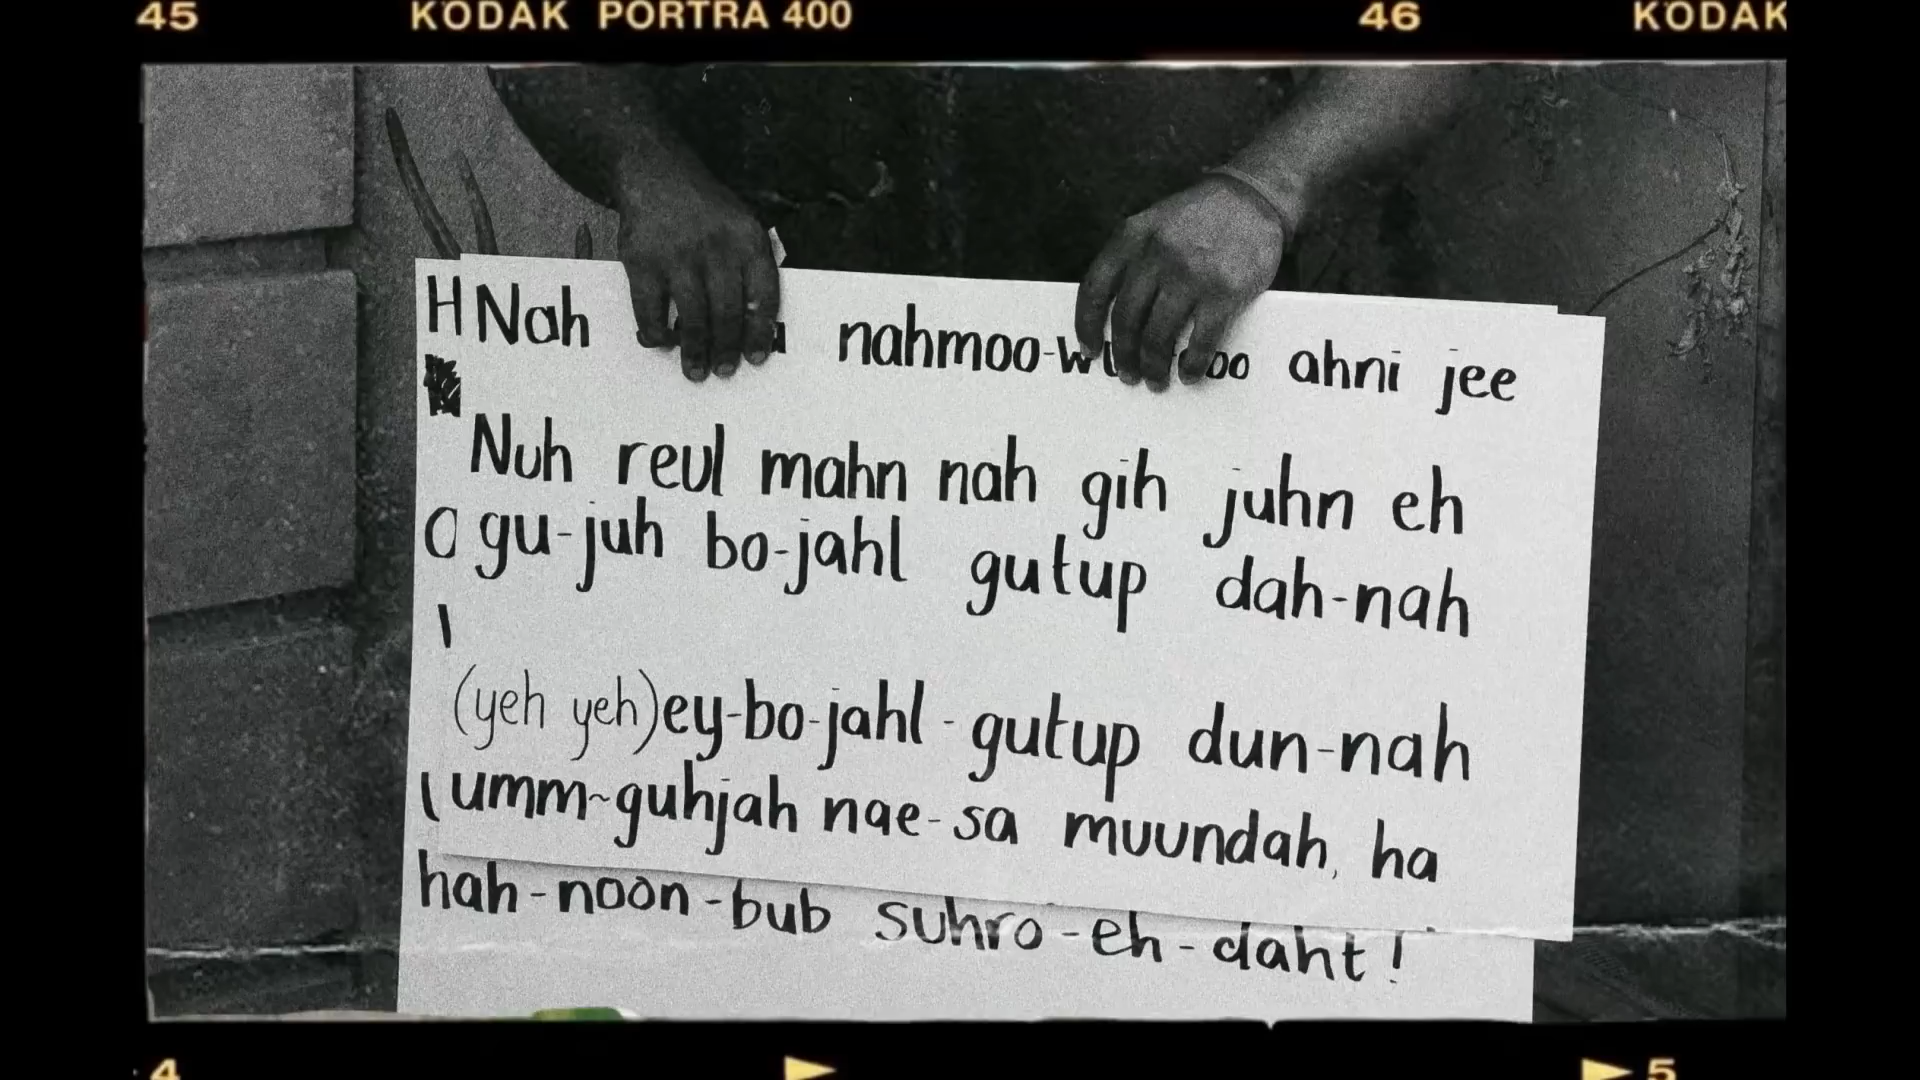 45 KODAK PORTRA 400 46 KODAK
H Nah nahmoo- ahni jee
Nuh reul mahn nah gih juhn eh
O gu-juh bo-jahl gutup dah-nah
(yeh yeh) ey-bo-jahl-gutup dun-nah
umm~guhjah nae-sa muundah, ha
hah-noon-bub suhro-eh-daht!
4 5